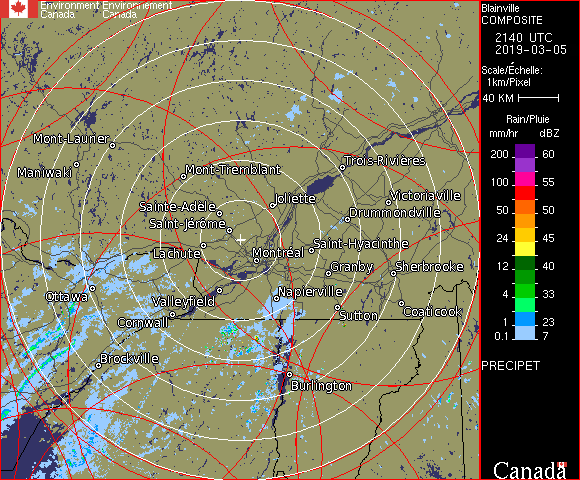 Environment Environnement
Canada Canada
Blainville
COMPOSITE
2140 UTC
2019-03-05
Scale/Échelle:
1km/Pixel
40 KM
Rain/Pluie
mm/hr dBZ
200 60
100 55
50 50
24 45
12 40
4 33
1 23
0.1 7
PRECIPET
Mont-Laurier
Maniwaki
Mont-Tremblant
Trois-Rivières
Sainte-Adèle
Joliette
Victoriaville
Saint-Jérôme
Drummondville
Lachute
Montréal
Saint-Hyacinthe
Granby
Sherbrooke
Ottawa
Valleyfield
Napierville
Cornwall
Sutton
Coaticook
Brockville
Burlington
Canada